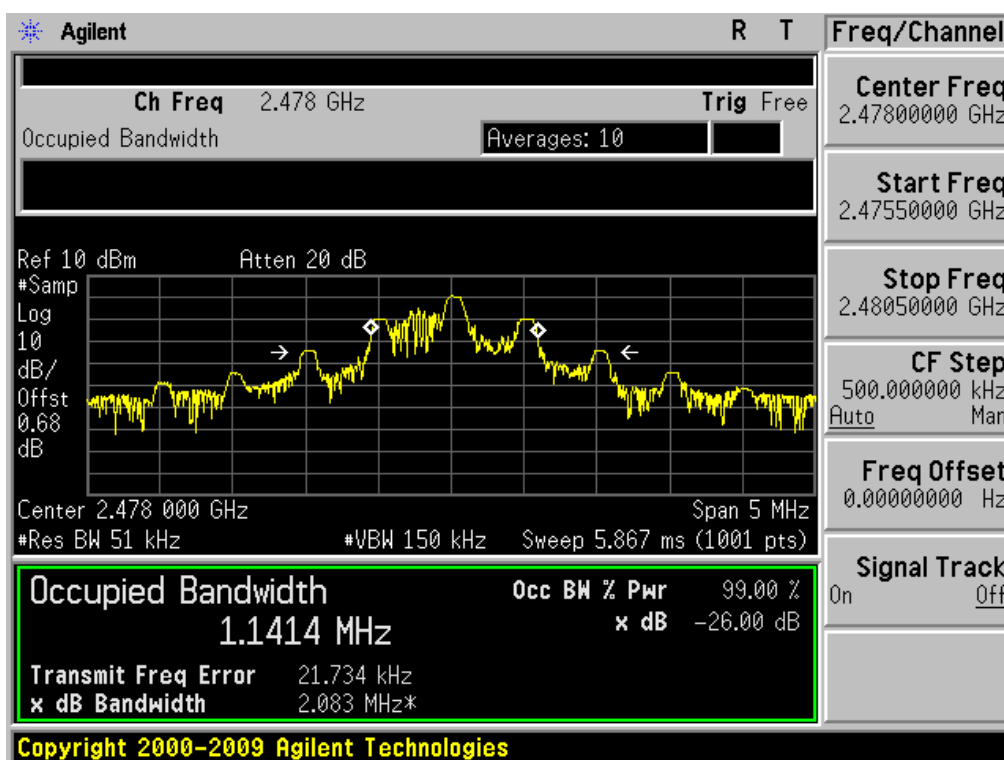 Agilent R T Freq/Channel
Ch Freq 2.478 GHz Trig Free
Occupied Bandwidth Averages: 10
Center Freq
2.47800000 GHz
Start Freq
2.47550000 GHz
Stop Freq
2.48050000 GHz
CF Step
500.000000 kHz
Auto Man
Freq Offset
0.00000000 Hz
Signal Track
On Off
Ref 10 dBm Atten 20 dB
#Samp
Log
10
dB/
Offst
0.68
dB
Center 2.478 000 GHz Span 5 MHz
#Res BW 51 kHz #VBW 150 kHz Sweep 5.867 ms (1001 pts)
Occupied Bandwidth Occ BW % Pwr 99.00 %
1.1414 MHz x dB -26.00 dB
Transmit Freq Error 21.734 kHz
x dB Bandwidth 2.083 MHz*
Copyright 2000-2009 Agilent Technologies